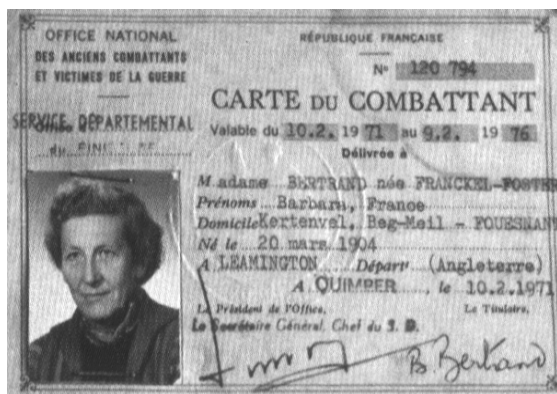 OFFICE NATIONAL
DES ANCIENS COMBATTANTS
ET VICTIMES DE LA GUERRE
SERVICE DÉPARTEMENTAL
du
RÉPUBLIQUE FRANÇAISE
N° 120 794
CARTE DU COMBATTANT
Valable du 10.2. 1971 au 9.2. 1976
Délivrée à
M.adame BERTRAND née FRANCKEL-FOSTER
Prénoms Barbara, France
Domicile Kertenvel, Beg-Meil - FOUESNANT
Né le 20 mars 1904
A LEAMINGTON Départt (Angleterre)
A QUIMPER, le 10.2.1971
Le Président de l'Office, Le Titulaire,
Le Secrétaire Général, Chef du S. D.
B. Bertrand